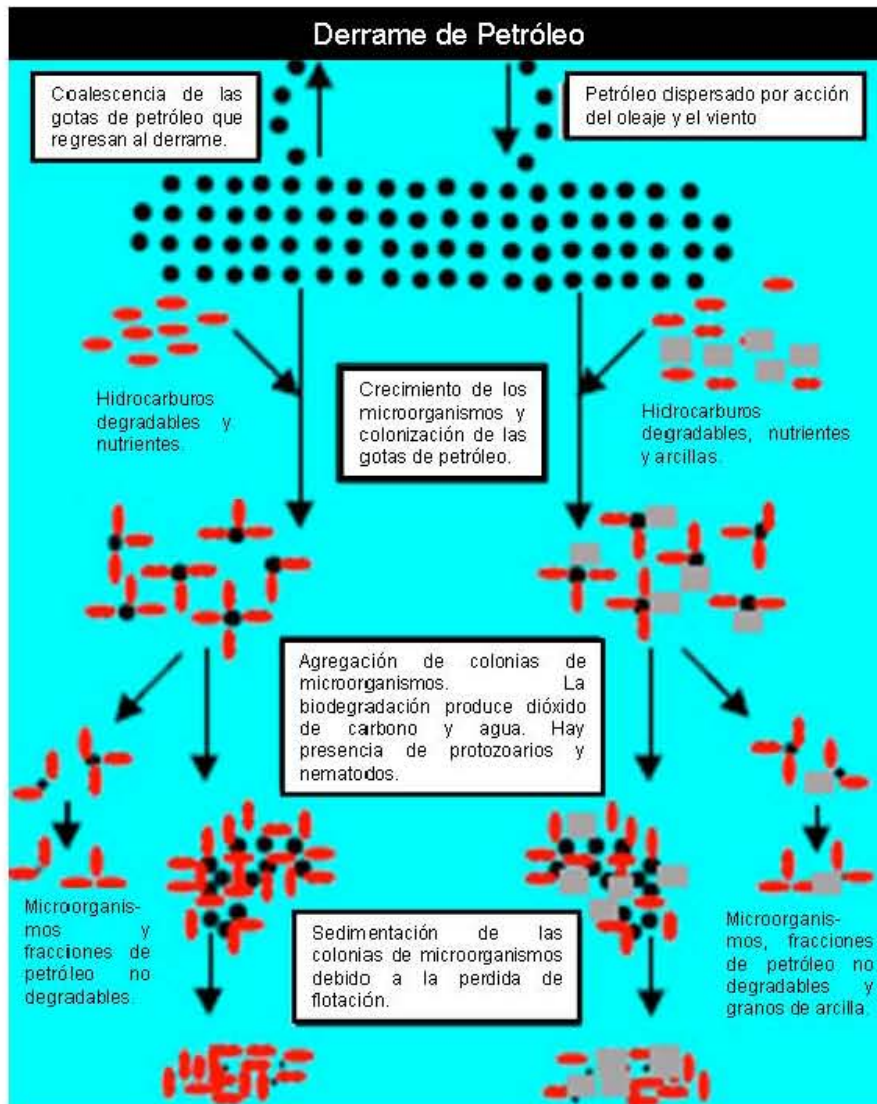 Derrame de Petróleo
Coalescencia de las
gotas de petróleo que
regresan al derrame.
Petróleo dispersado por acción
del oleaje y el viento
Hidrocarburos
degradables y
nutrientes.
Crecimiento de los
microorganismos y
colonización de las
gotas de petróleo.
Hidrocarburos
degradables, nutrientes
y arcillas.
Agregación de colonias de
microorganismos. La
biodegradación produce dióxido
de carbono y agua. Hay
presencia de protozoarios y
nematodos.
Microorganis-
mos y
fracciones de
petróleo no
degradables.
Sedimentación de las
colonias de microorganismos
debido a la perdida de
flotación.
Microorganis-
mos, fracciones
de petróleo no
degradables y
granos de arcilla.